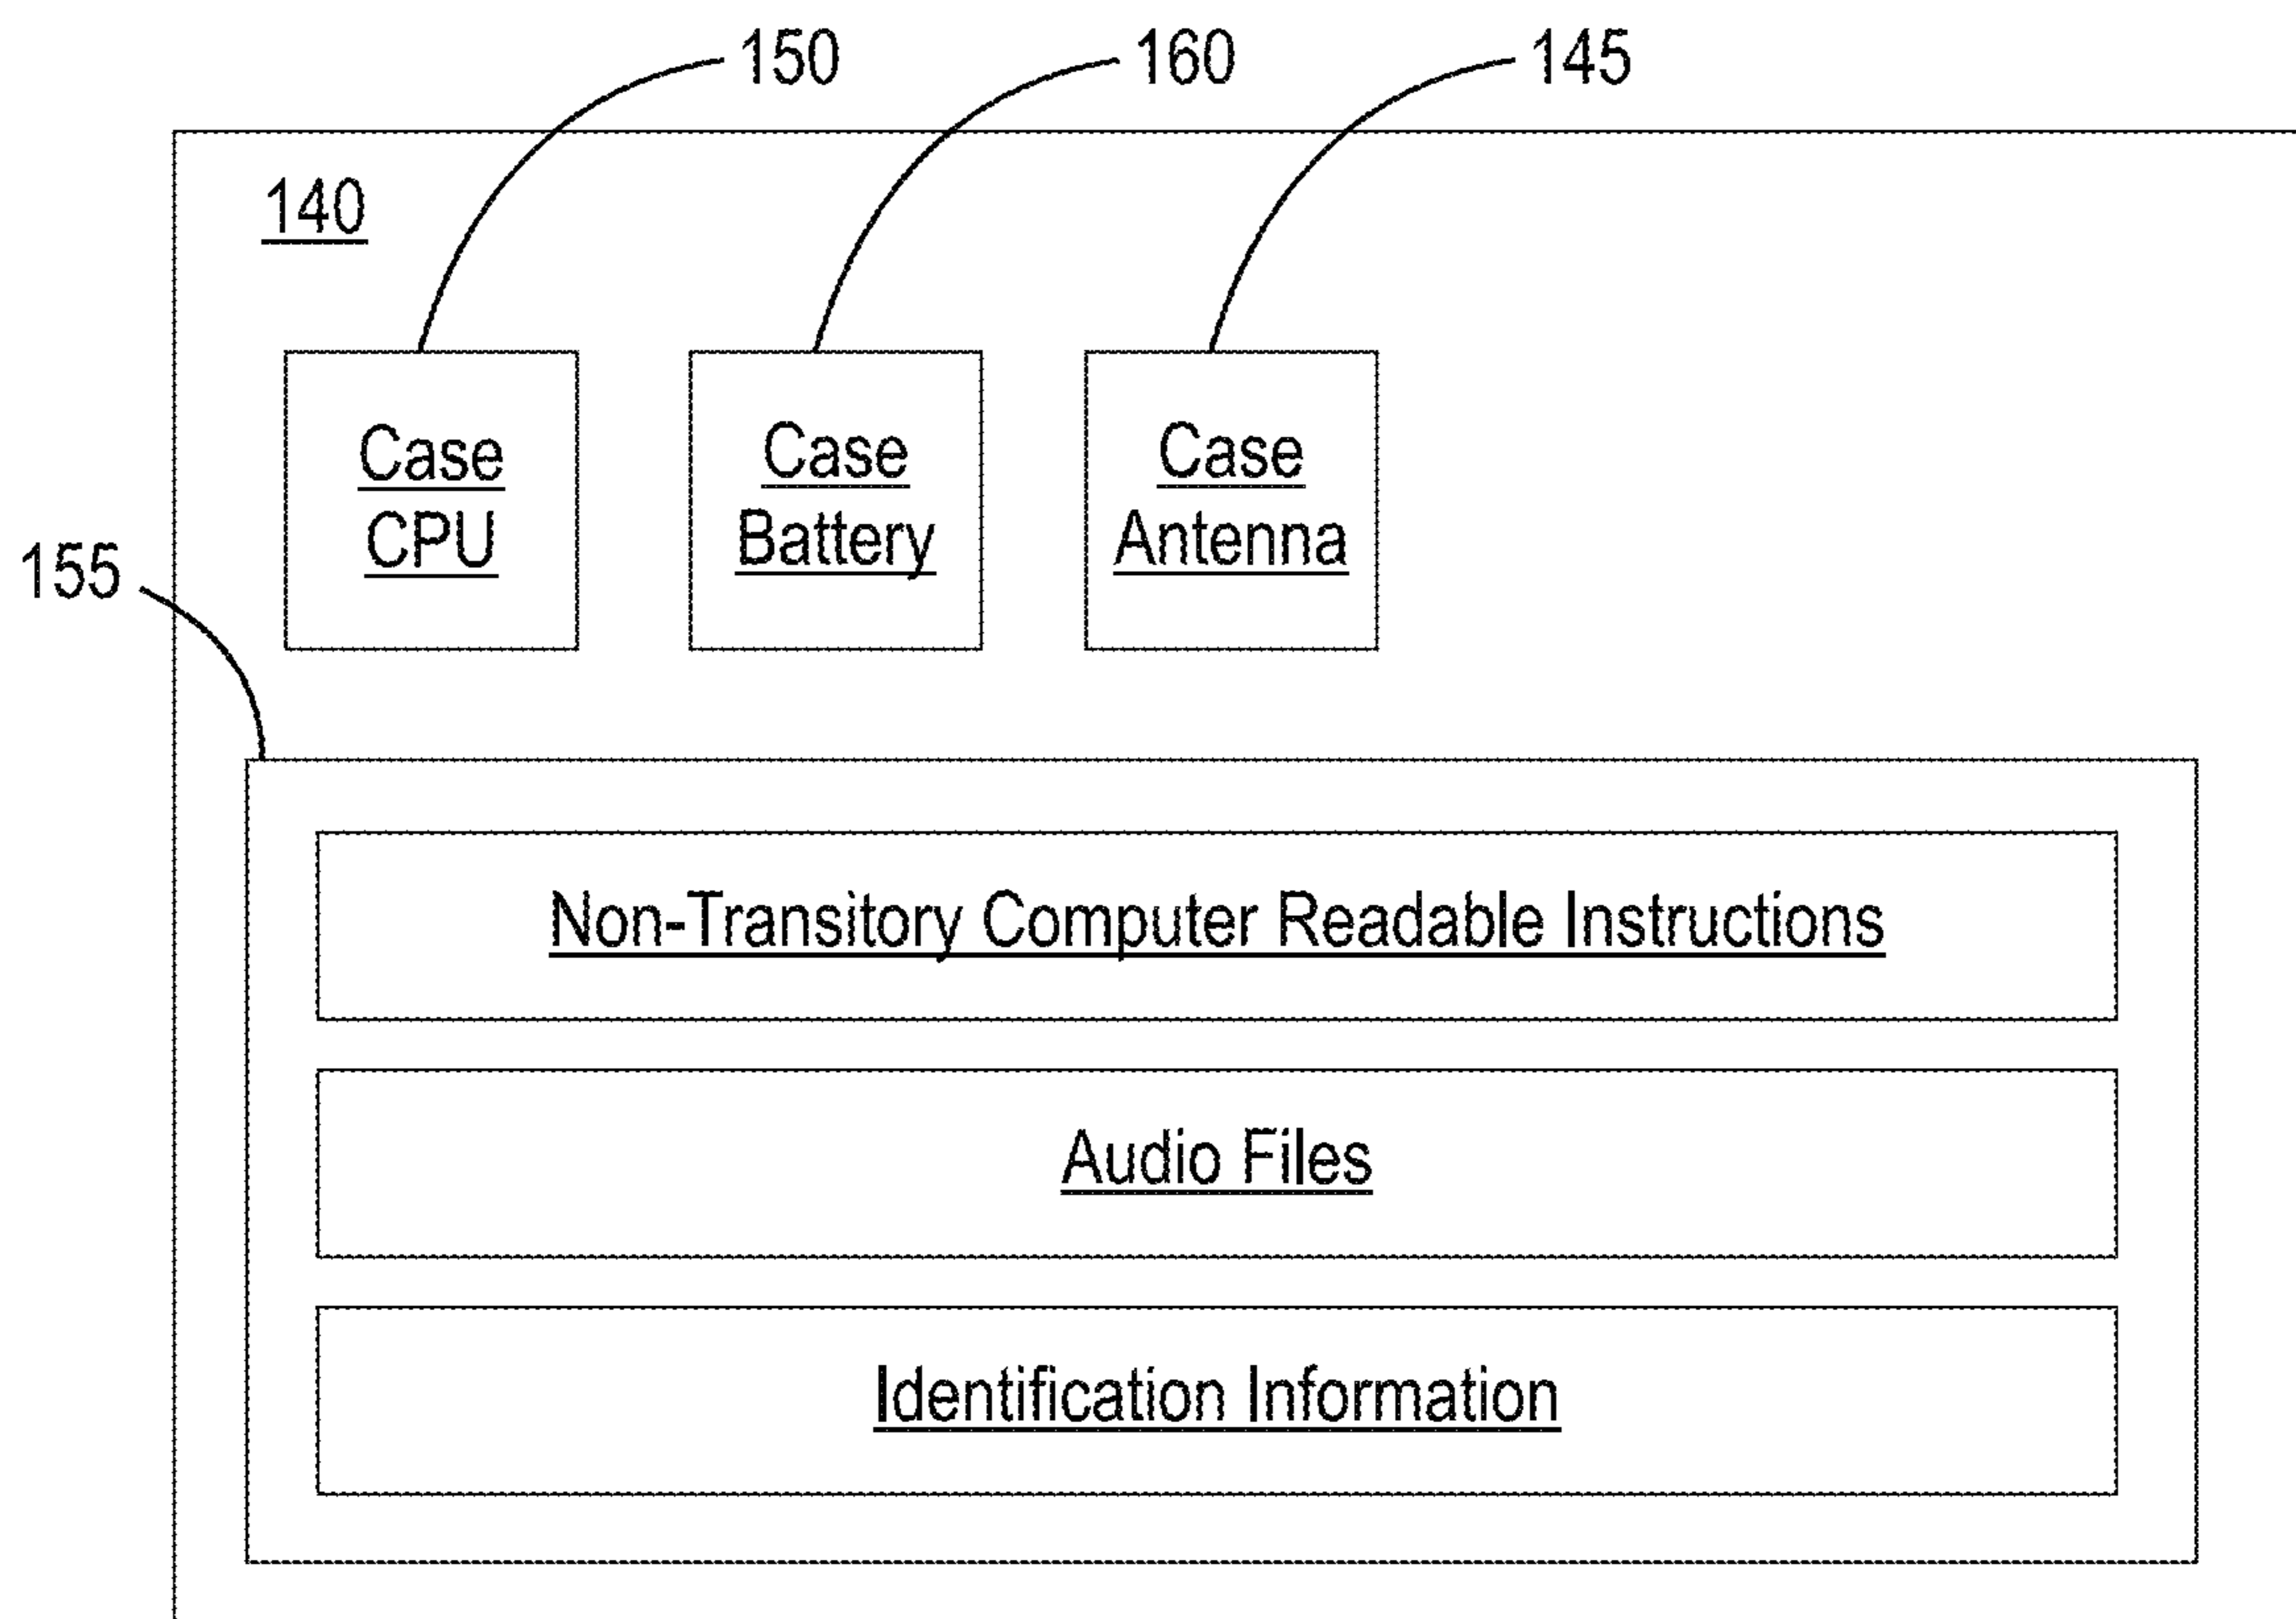 150 160 145
140
Case Case Case
CPU Battery Antenna
155
Non-Transitory Computer Readable Instructions
Audio Files
Identification Information